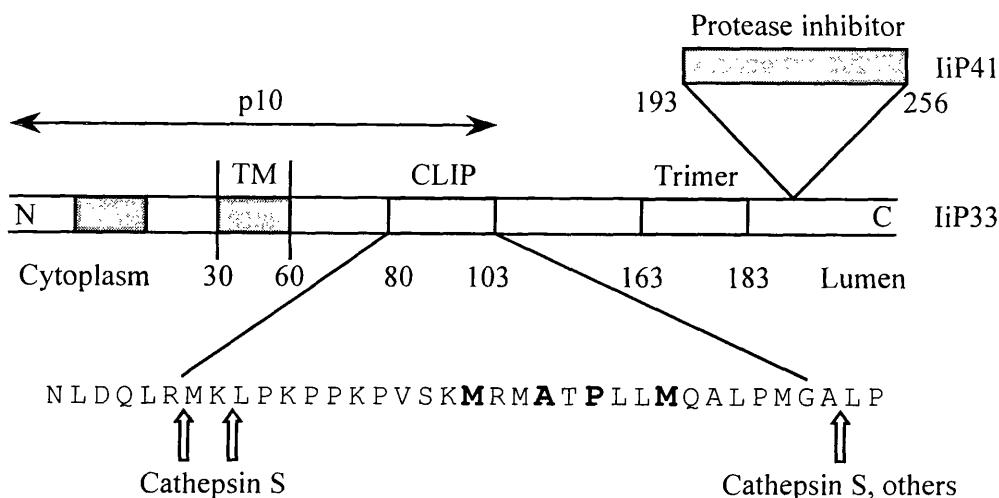 Protease inhibitor
IiP41
193 256
p10
TM CLIP Trimer
N C IiP33
Cytoplasm 30 60 80 103 163 183 Lumen
NLDQLRMKLPKPPKPVSKMRMATPLLMQALPMGALP
Cathepsin S Cathepsin S, others